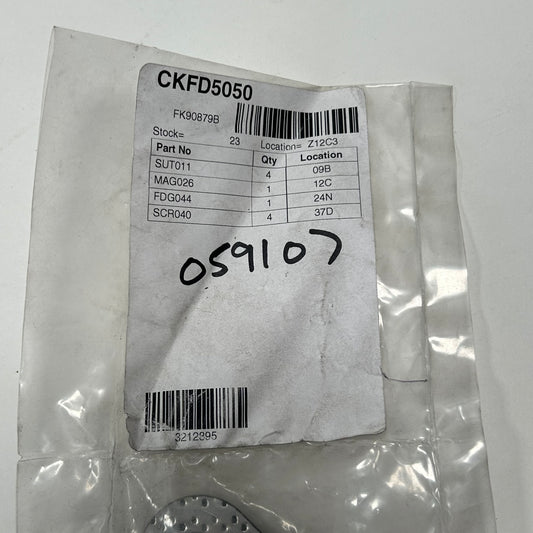 CKFD5050
FK90879B
Stock= 23 Location= Z12C3
Part No Qty Location
SUT011 4 09B
MAG026 1 12C
FDG044 1 24N
SCR040 4 37D
059107
3212395